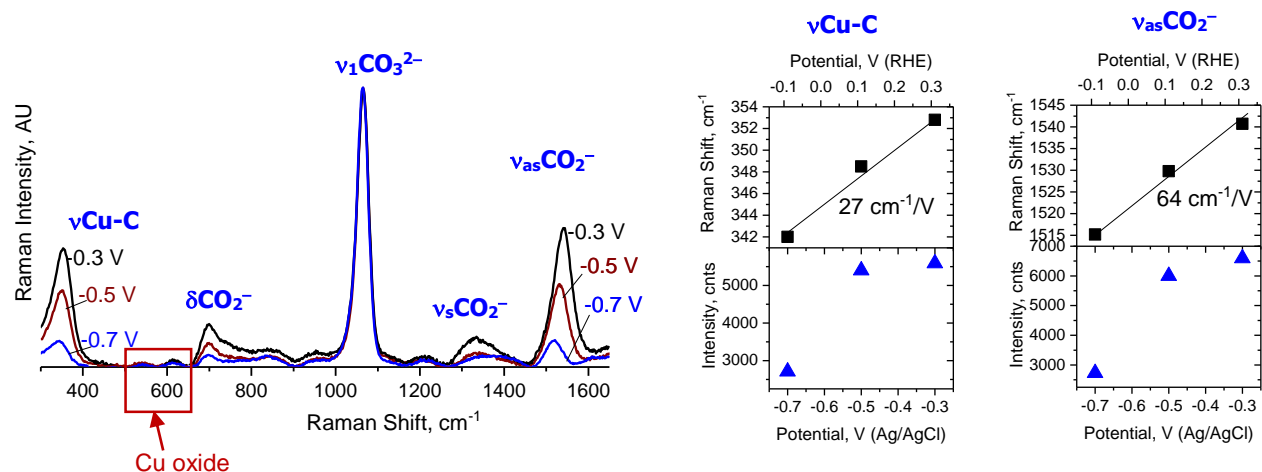 Raman Intensity, AU
νCu-C
-0.3 V
-0.5 V
-0.7 V
δCO₂⁻
ν₁CO₃²⁻
νₛCO₂⁻
νₐₛCO₂⁻
-0.3 V
-0.5 V
-0.7 V
400 600 800 1000 1200 1400 1600
Raman Shift, cm⁻¹
Cu oxide
νCu-C
Potential, V (RHE)
-0.1 0.0 0.1 0.2 0.3
Raman Shift, cm⁻¹
354
352
350
348
346
344
342
27 cm⁻¹/V
Intensity, cnts
5000
4000
3000
-0.7 -0.6 -0.5 -0.4 -0.3
Potential, V (Ag/AgCl)
νₐₛCO₂⁻
Potential, V (RHE)
-0.1 0.0 0.1 0.2 0.3
Raman Shift, cm⁻¹
1545
1540
1535
1530
1525
1520
1515
64 cm⁻¹/V
Intensity, cnts
7000
6000
5000
4000
3000
-0.7 -0.6 -0.5 -0.4 -0.3
Potential, V (Ag/AgCl)